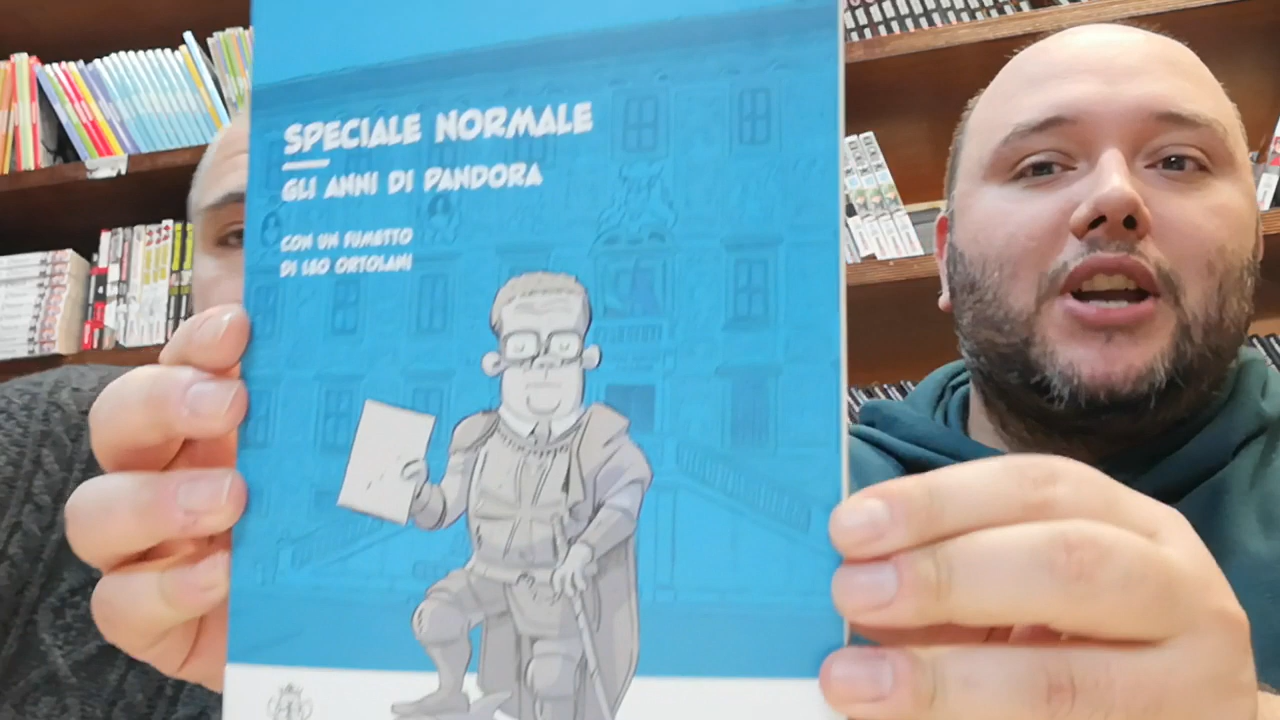 SPECIALE NORMALE
GLI ANNI DI PANDORA
CON UN FUMETTO
DI LEO ORTOLANI